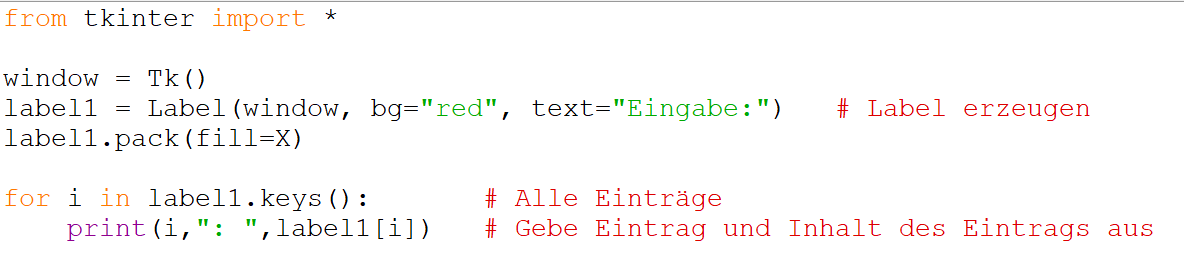 from tkinter import *
window = Tk()
label1 = Label(window, bg="red", text="Eingabe:")   # Label erzeugen
label1.pack(fill=X)
for i in label1.keys():       # Alle Einträge
    print(i,": ",label1[i])   # Gebe Eintrag und Inhalt des Eintrags aus